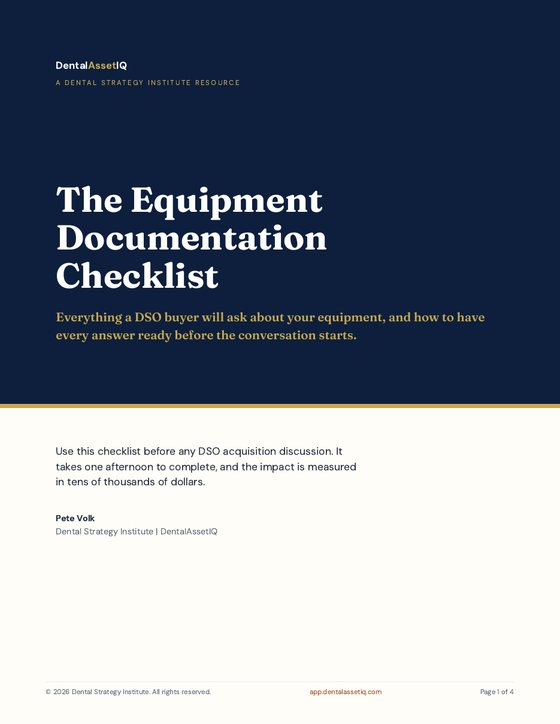 DentalAssetIQ
A DENTAL STRATEGY INSTITUTE RESOURCE
The Equipment
Documentation
Checklist
Everything a DSO buyer will ask about your equipment, and how to have
every answer ready before the conversation starts.
Use this checklist before any DSO acquisition discussion. It
takes one afternoon to complete, and the impact is measured
in tens of thousands of dollars.
Pete Volk
Dental Strategy Institute | DentalAssetIQ
© 2026 Dental Strategy Institute. All rights reserved. app.dentalassetiq.com Page 1 of 4